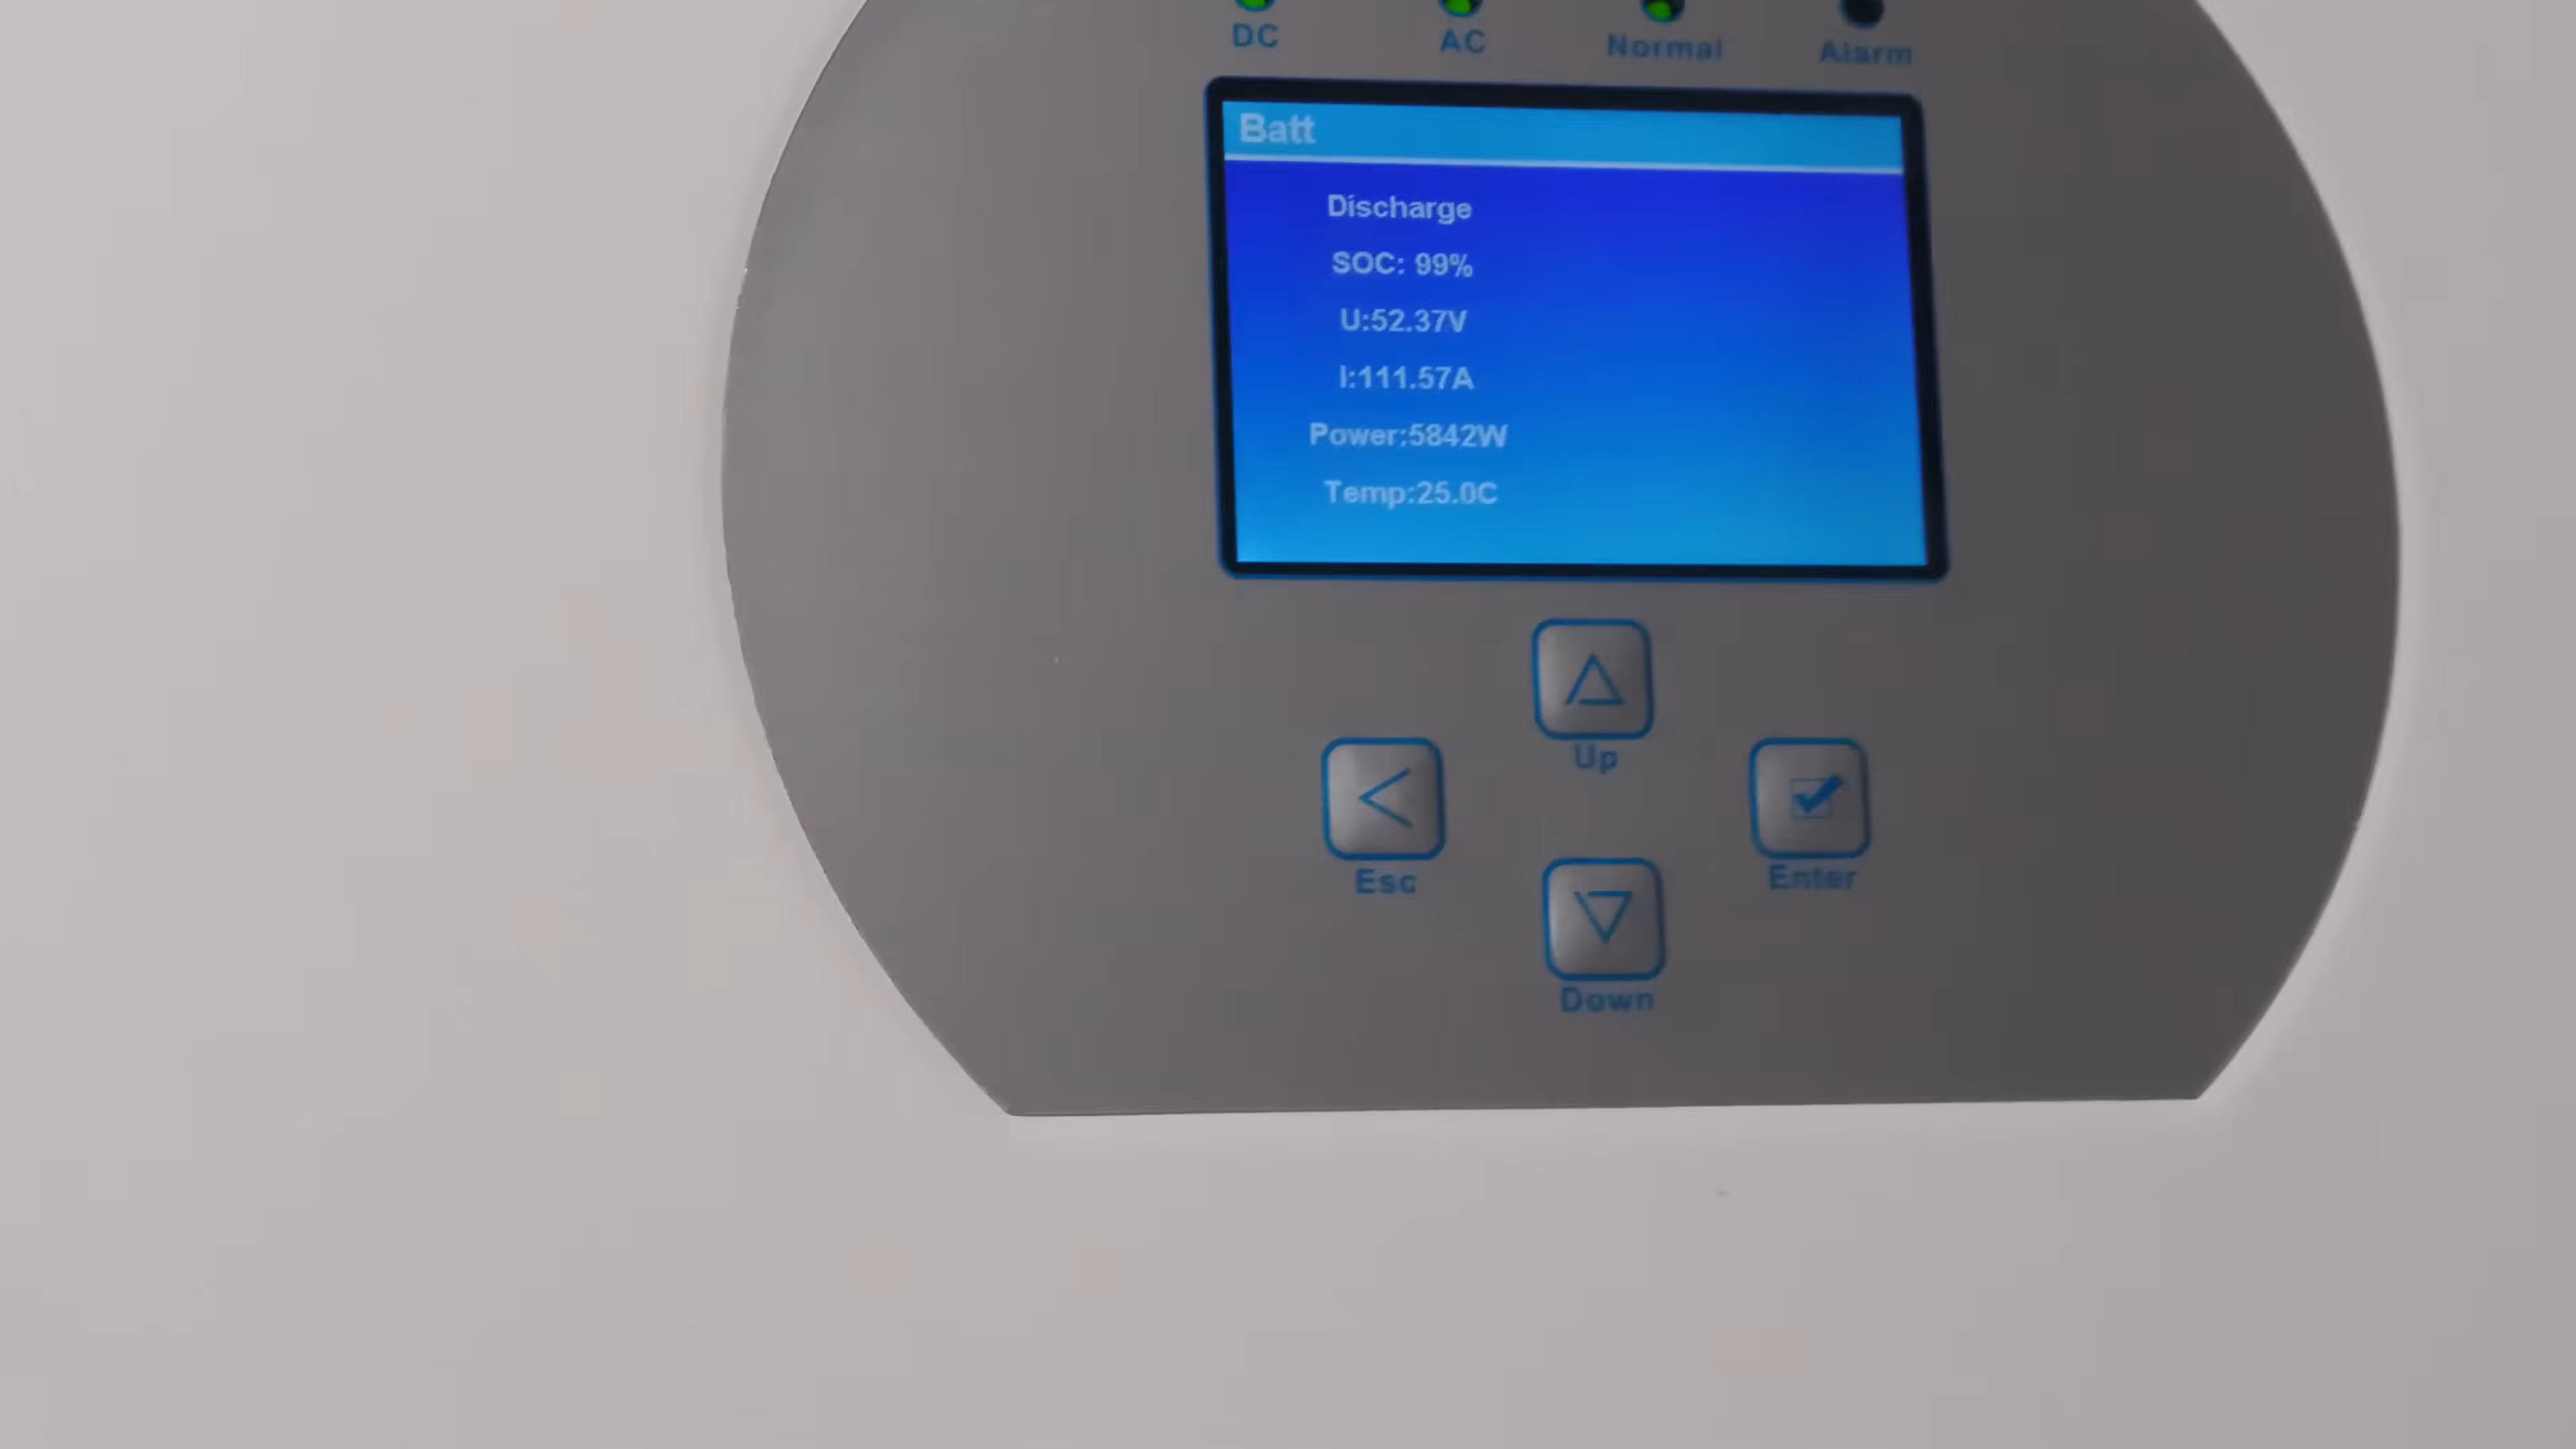 DC AC Normal Alarm
Batt
Discharge
SOC: 99%
U:52.37V
I:111.57A
Power:5842W
Temp:25.0C
Up
Esc
Enter
Down